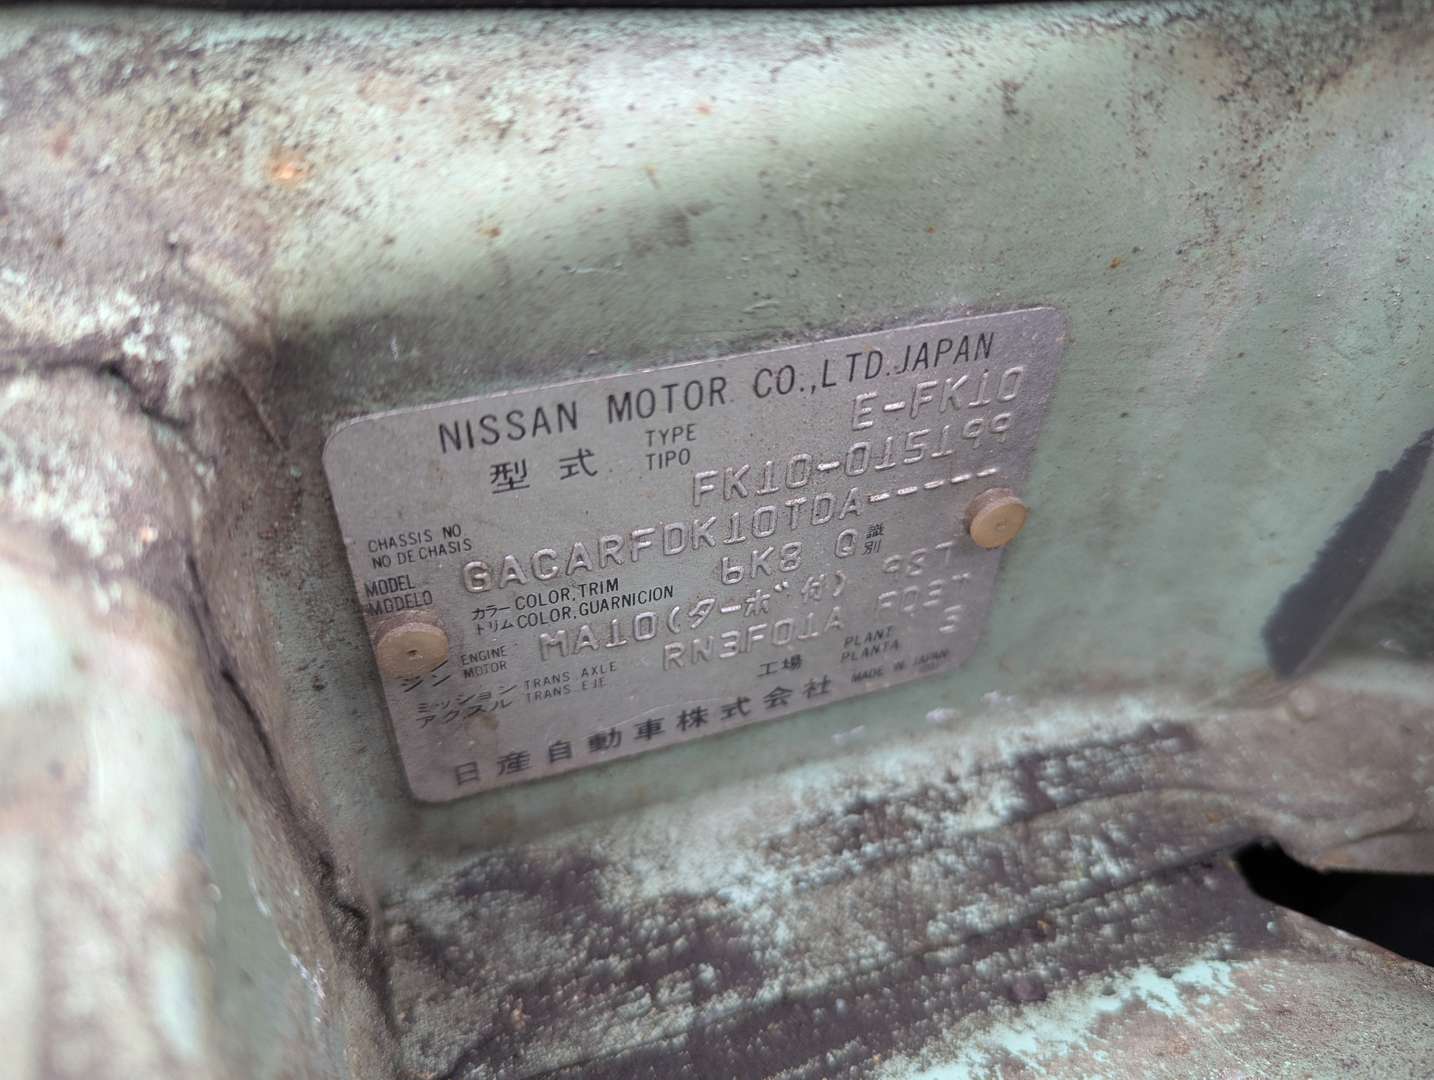 NISSAN MOTOR CO.,LTD.JAPAN
型式 TYPE TIPO E-FK10
CHASSIS NO. NO DE CHASIS FK10-015199
MODEL MODELO GACARFDK10TDA-----
カラー トリム COLOR,TRIM COLOR,GUARNICION 6K8 Q 識別
ENGINE MOTOR MA10(ターボ付)
ミッション アクスル TRANS AXLE TRANS EJE RN3F01A F03
工場 PLANT PLANTA S
日産自動車株式会社 MADE IN JAPAN